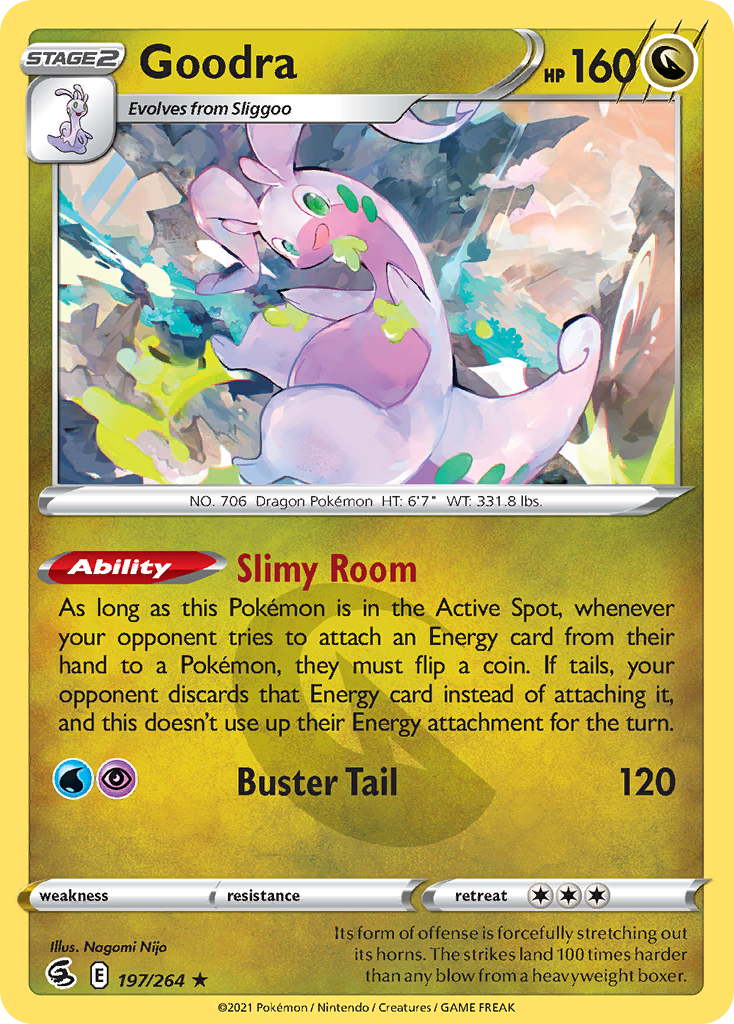 STAGE2
Goodra
HP 160
Evolves from Sliggoo
NO. 706 Dragon Pokémon HT: 6'7" WT: 331.8 lbs.
Ability Slimy Room
As long as this Pokémon is in the Active Spot, whenever
your opponent tries to attach an Energy card from their
hand to a Pokémon, they must flip a coin. If tails, your
opponent discards that Energy card instead of attaching it,
and this doesn't use up their Energy attachment for the turn.
Buster Tail 120
weakness resistance retreat
Illus. Nagomi Nijo
Its form of offense is forcefully stretching out
its horns. The strikes land 100 times harder
than any blow from a heavyweight boxer.
E 197/264 ★
©2021 Pokémon / Nintendo / Creatures / GAME FREAK